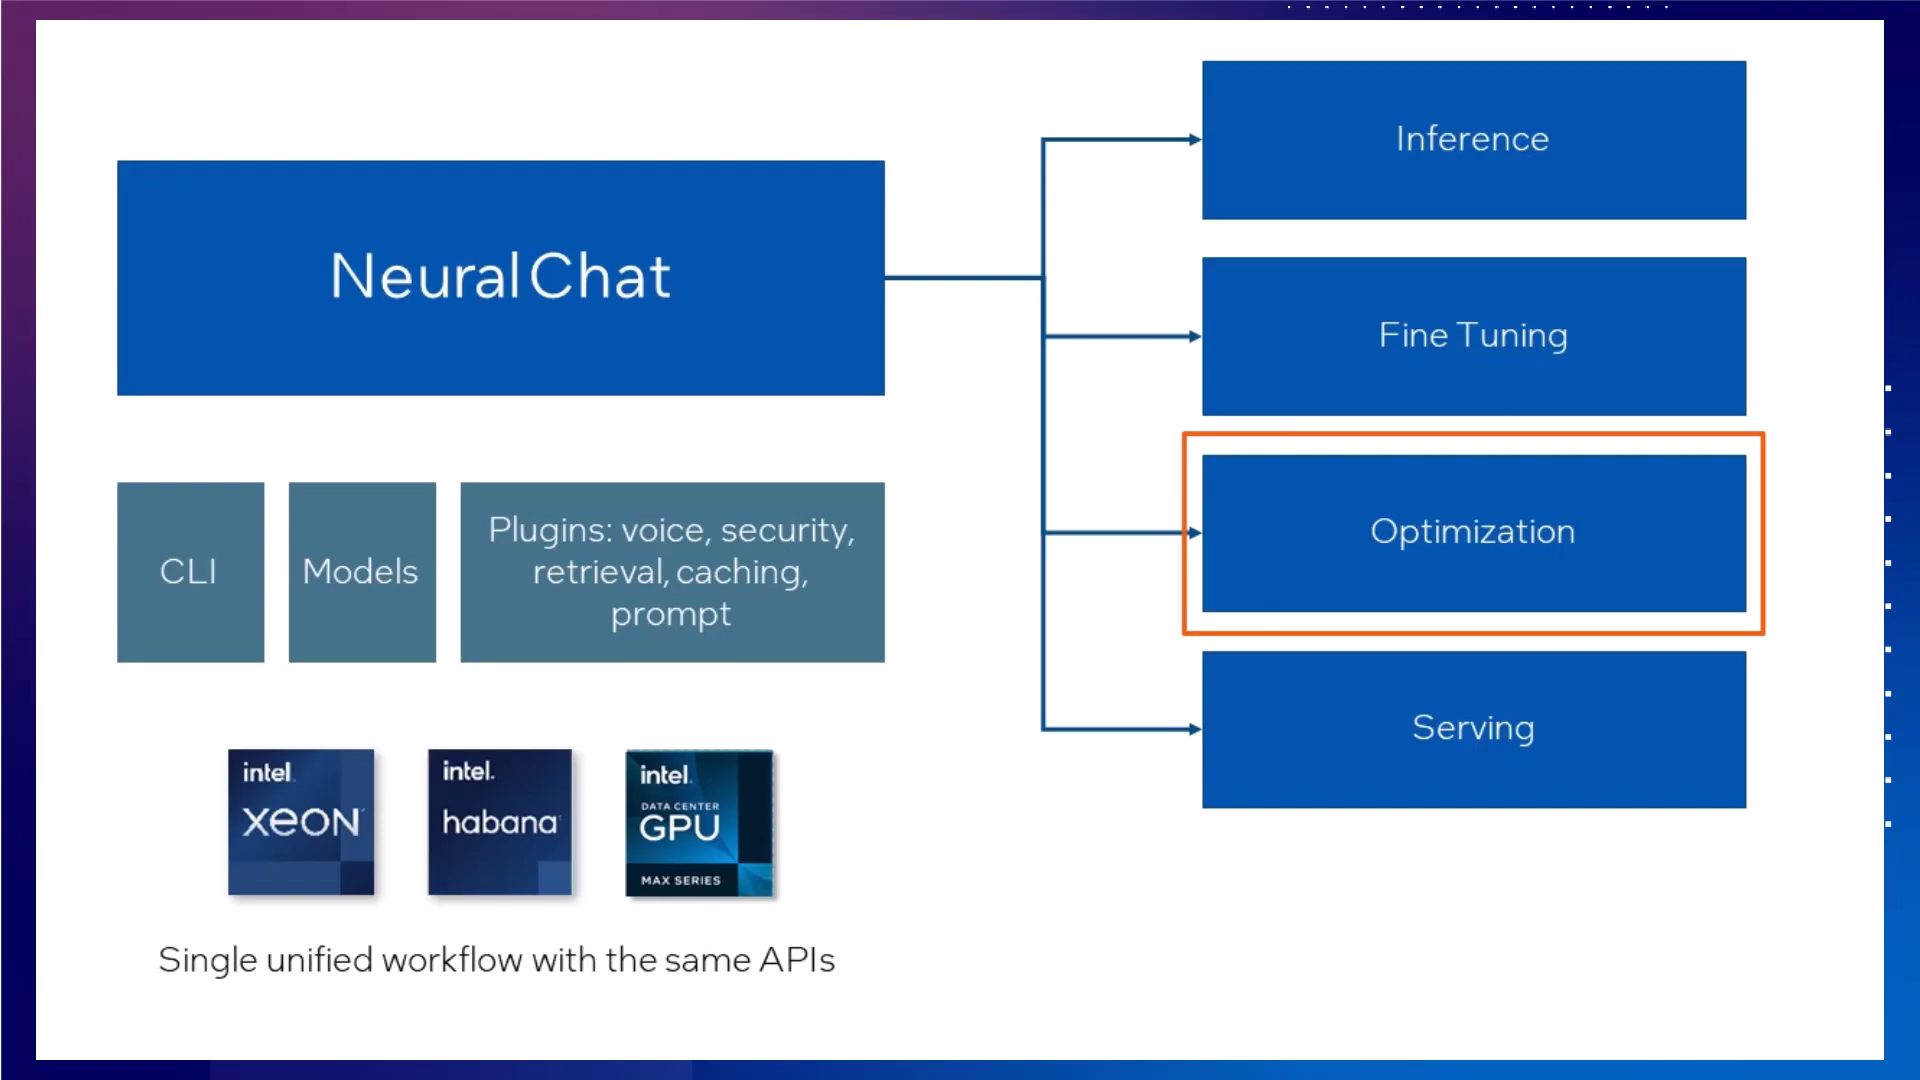 Neural Chat
Inference
Fine Tuning
Optimization
Serving
CLI
Models
Plugins: voice, security,
retrieval, caching,
prompt
intel.
xeon
intel.
habana
intel.
DATA CENTER
GPU
MAX SERIES
Single unified workflow with the same APIs